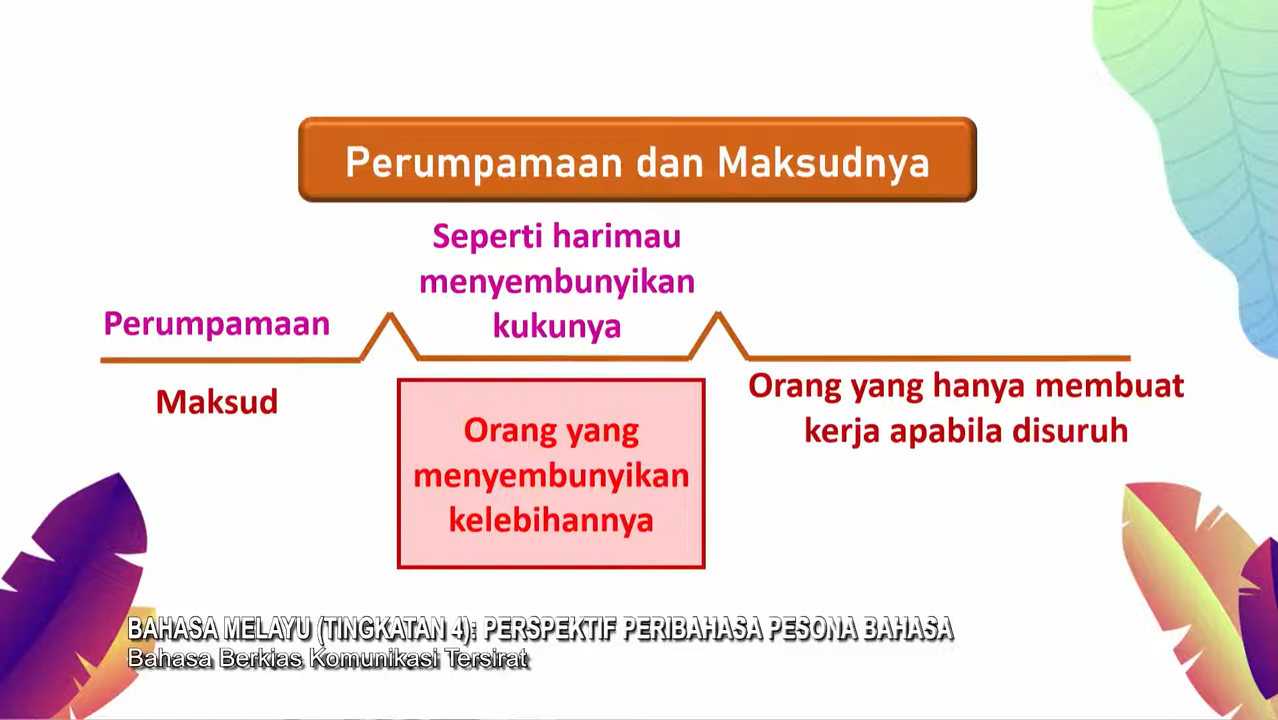 Perumpamaan dan Maksudnya
Perumpamaan
Seperti harimau
menyembunyikan
kukunya
Maksud
Orang yang
menyembunyikan
kelebihannya
Orang yang hanya membuat
kerja apabila disuruh
BAHASA MELAYU (TINGKATAN 4): PERSPEKTIF PERIBAHASA PESONA BAHASA
Bahasa Berkias Komunikasi Tersirat